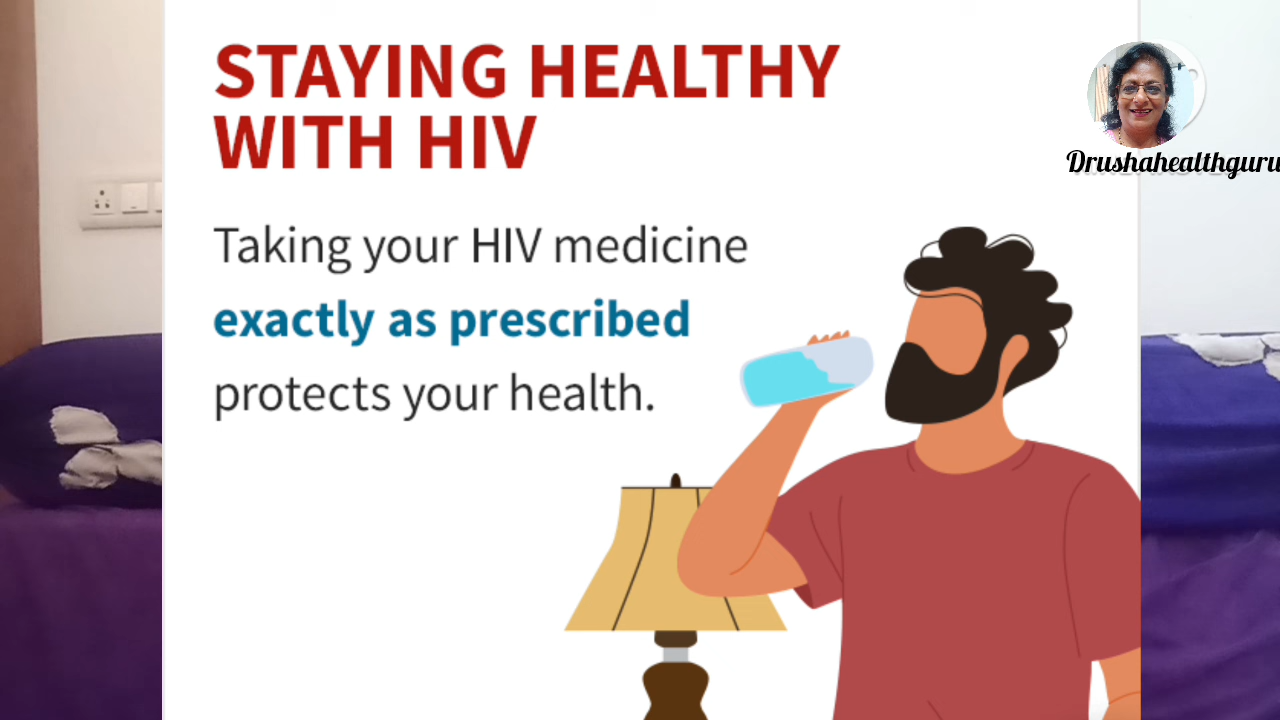 STAYING HEALTHY
WITH HIV
Drushahealthguru
Taking your HIV medicine
exactly as prescribed
protects your health.